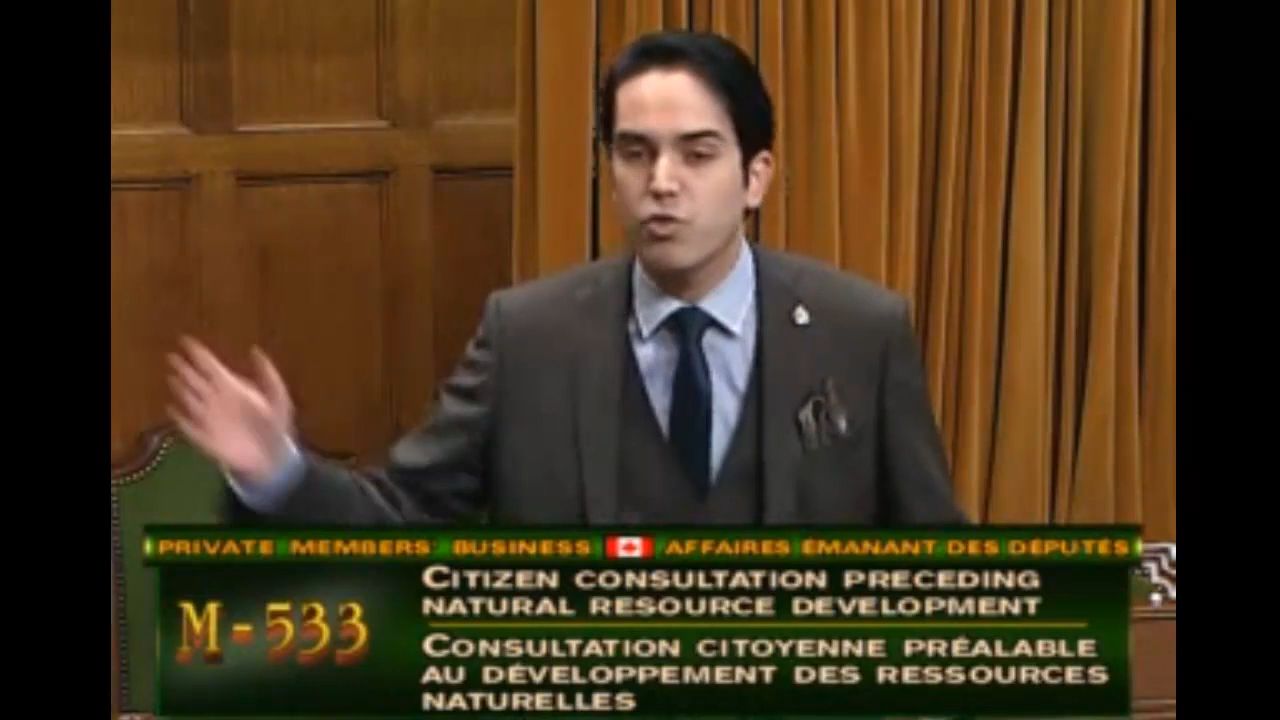 PRIVATE MEMBERS' BUSINESS AFFAIRES ÉMANANT DES DÉPUTÉS
M-533
CITIZEN CONSULTATION PRECEDING
NATURAL RESOURCE DEVELOPMENT
CONSULTATION CITOYENNE PRÉALABLE
AU DÉVELOPPEMENT DES RESSOURCES
NATURELLES